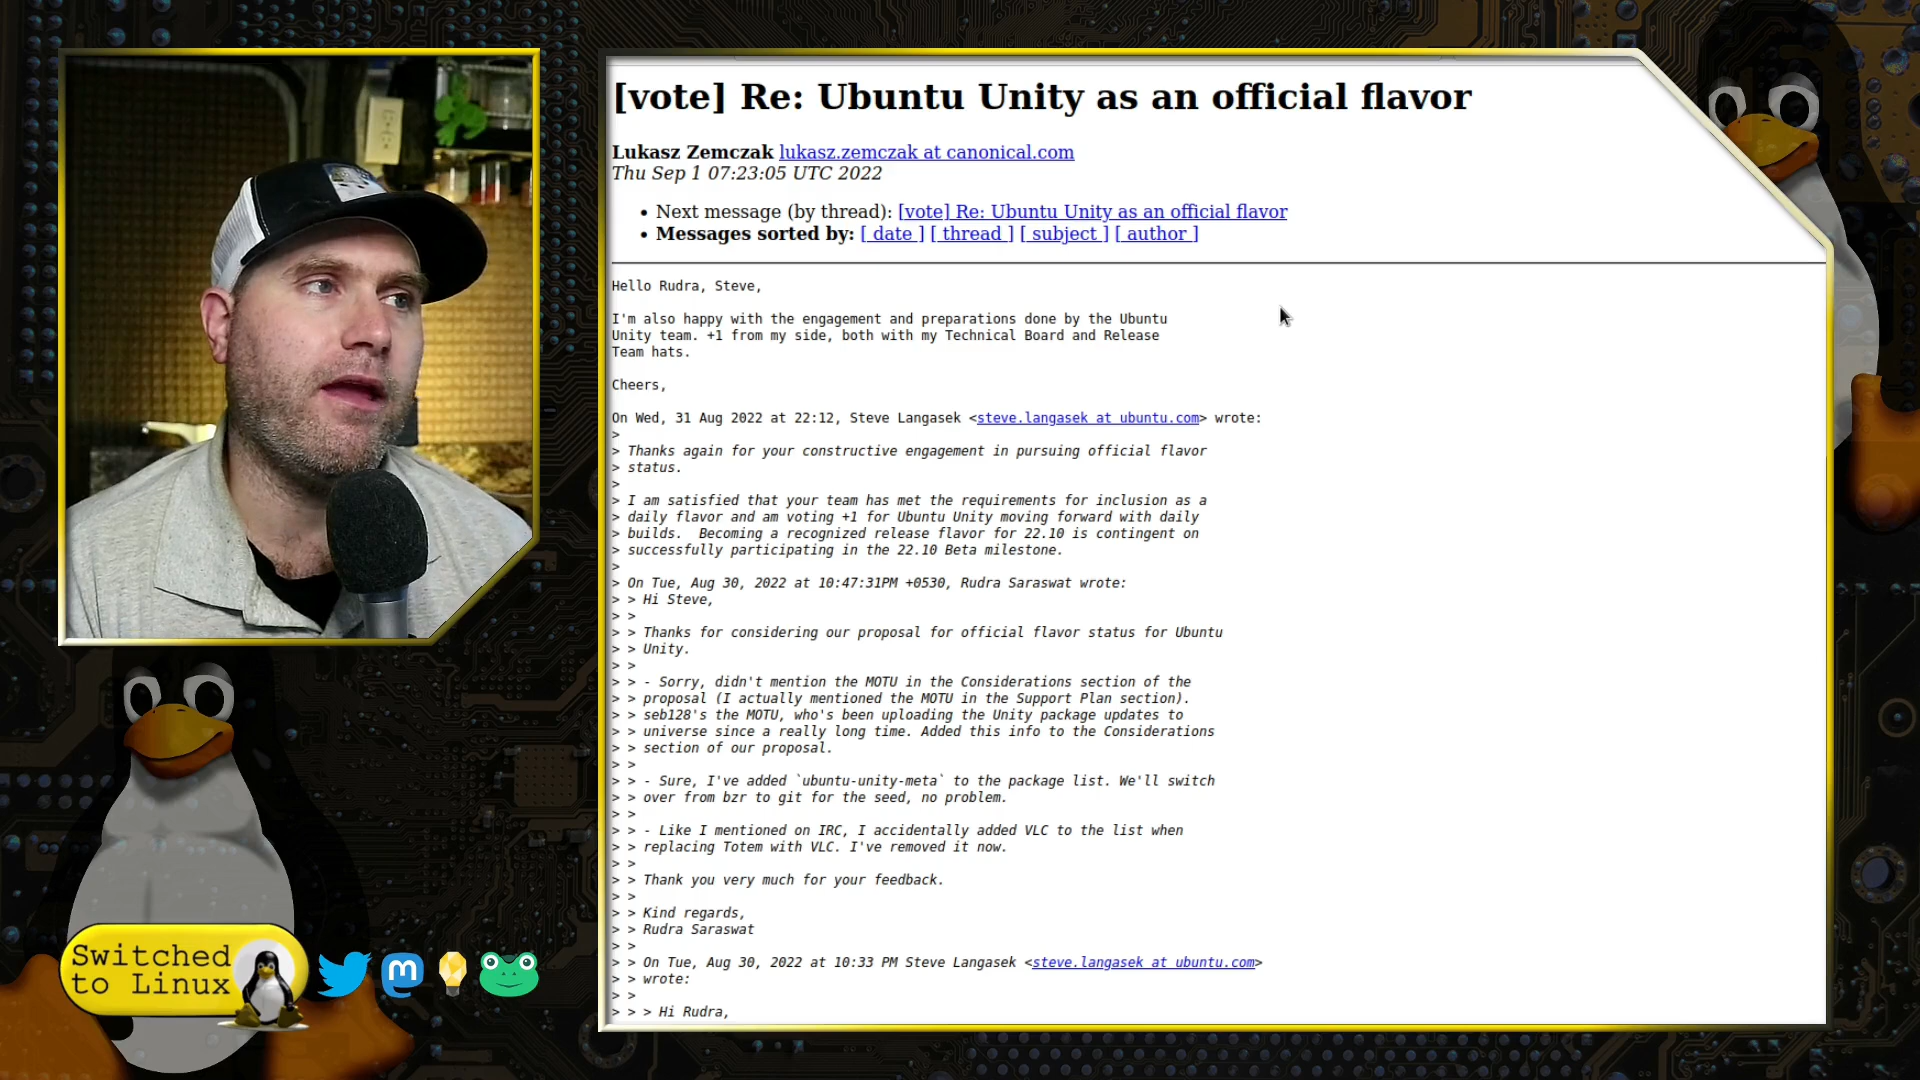 [vote] Re: Ubuntu Unity as an official flavor
Lukasz Zemczak lukasz.zemczak at canonical.com
Thu Sep 1 07:23:05 UTC 2022
• Next message (by thread): [vote] Re: Ubuntu Unity as an official flavor
• Messages sorted by: [ date ] [ thread ] [ subject ] [ author ]
Hello Rudra, Steve,
I'm also happy with the engagement and preparations done by the Ubuntu
Unity team. +1 from my side, both with my Technical Board and Release
Team hats.
Cheers,
On Wed, 31 Aug 2022 at 22:12, Steve Langasek <steve.langasek at ubuntu.com> wrote:
>
> Thanks again for your constructive engagement in pursuing official flavor
> status.
>
> I am satisfied that your team has met the requirements for inclusion as a
> daily flavor and am voting +1 for Ubuntu Unity moving forward with daily
> builds.  Becoming a recognized release flavor for 22.10 is contingent on
> successfully participating in the 22.10 Beta milestone.
>
> On Tue, Aug 30, 2022 at 10:47:31PM +0530, Rudra Saraswat wrote:
> > Hi Steve,
> >
> > Thanks for considering our proposal for official flavor status for Ubuntu
> > Unity.
> >
> > - Sorry, didn't mention the MOTU in the Considerations section of the
> > proposal (I actually mentioned the MOTU in the Support Plan section).
> > seb128's the MOTU, who's been uploading the Unity package updates to
> > universe since a really long time. Added this info to the Considerations
> > section of our proposal.
> >
> > - Sure, I've added `ubuntu-unity-meta` to the package list. We'll switch
> > over from bzr to git for the seed, no problem.
> >
> > - Like I mentioned on IRC, I accidentally added VLC to the list when
> > replacing Totem with VLC. I've removed it now.
> >
> > Thank you very much for your feedback.
> >
> > Kind regards,
> > Rudra Saraswat
> >
> > On Tue, Aug 30, 2022 at 10:33 PM Steve Langasek <steve.langasek at ubuntu.com>
> > wrote:
> >
> > > Hi Rudra,
Switched
to Linux
m